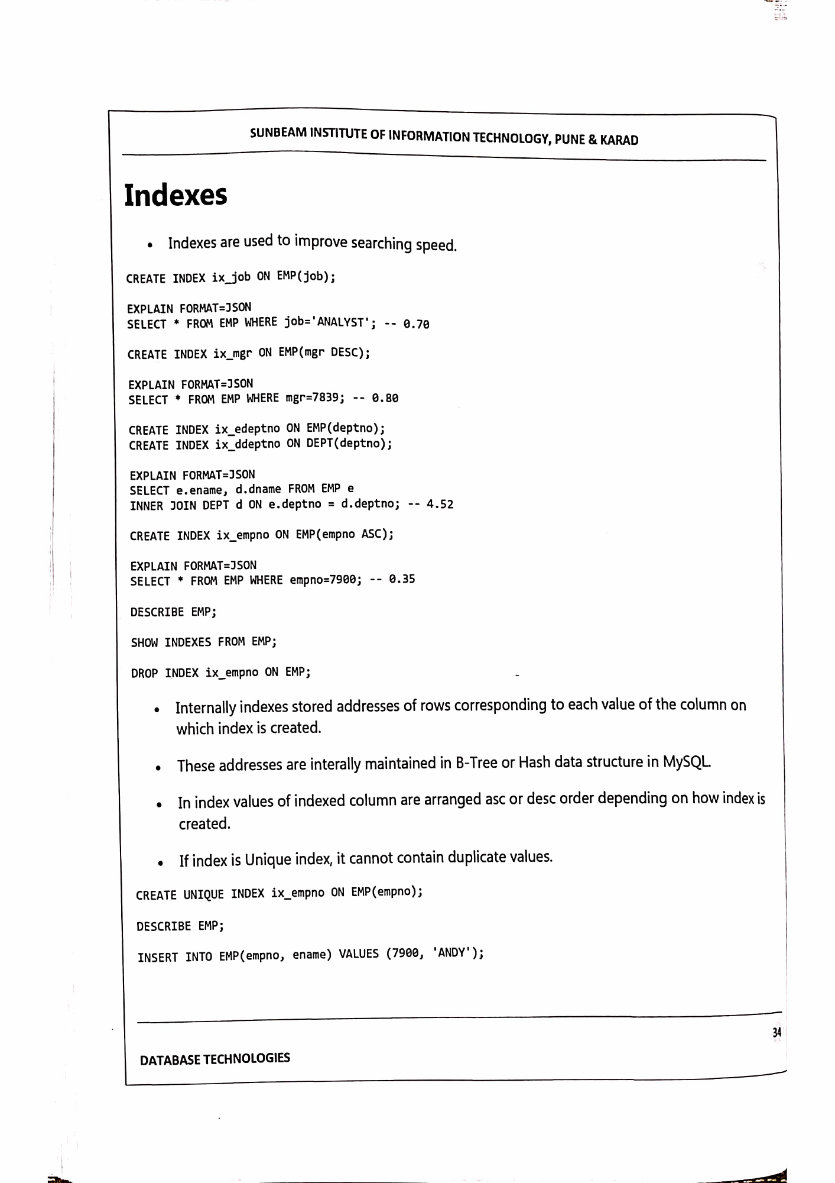 SUNBEAM INSTITUTE OF INFORMATION TECHNOLOGY, PUNE & KARAD
Indexes
• Indexes are used to improve searching speed.
CREATE INDEX ix_job ON EMP(job);
EXPLAIN FORMAT=JSON
SELECT * FROM EMP WHERE job='ANALYST'; -- 0.70
CREATE INDEX ix_mgr ON EMP(mgr DESC);
EXPLAIN FORMAT=JSON
SELECT * FROM EMP WHERE mgr=7839; -- 0.80
CREATE INDEX ix_edeptno ON EMP(deptno);
CREATE INDEX ix_ddeptno ON DEPT(deptno);
EXPLAIN FORMAT=JSON
SELECT e.ename, d.dname FROM EMP e
INNER JOIN DEPT d ON e.deptno = d.deptno; -- 4.52
CREATE INDEX ix_empno ON EMP(empno ASC);
EXPLAIN FORMAT=JSON
SELECT * FROM EMP WHERE empno=7900; -- 0.35
DESCRIBE EMP;
SHOW INDEXES FROM EMP;
DROP INDEX ix_empno ON EMP;
• Internally indexes stored addresses of rows corresponding to each value of the column on
which index is created.
• These addresses are interally maintained in B-Tree or Hash data structure in MySQL
• In index values of indexed column are arranged asc or desc order depending on how index is
created.
• If index is Unique index, it cannot contain duplicate values.
CREATE UNIQUE INDEX ix_empno ON EMP(empno);
DESCRIBE EMP;
INSERT INTO EMP(empno, ename) VALUES (7900, 'ANDY');
34
DATABASE TECHNOLOGIES